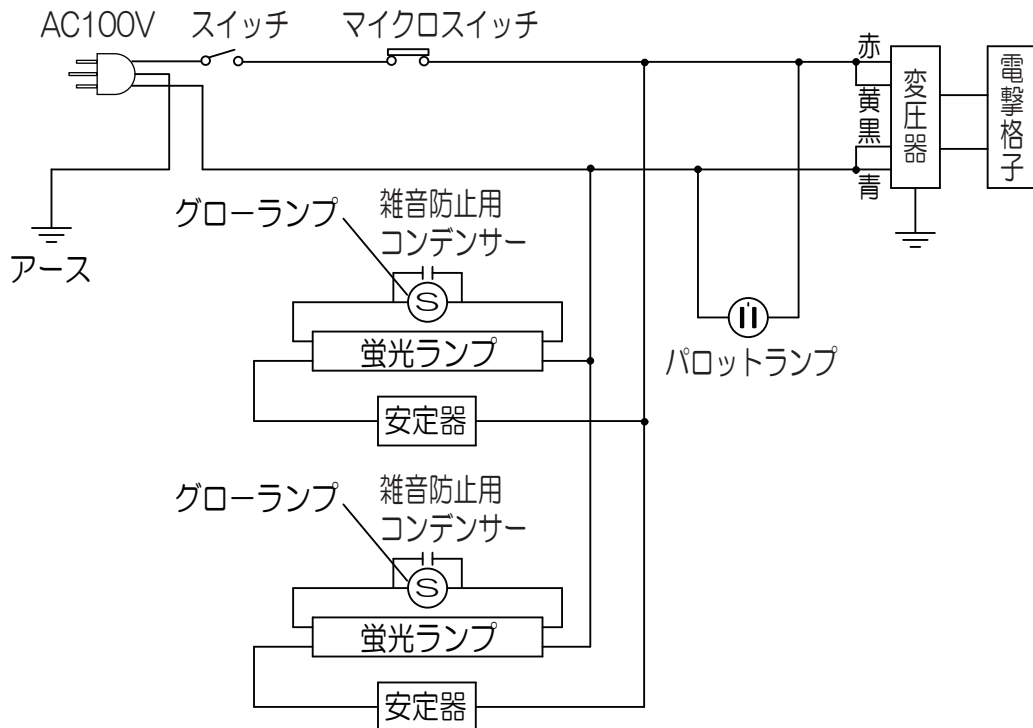 AC100V
スイッチ
マイクロスイッチ
赤
黄
黒
青
変圧器
電撃格子
アース
グローランプ
雑音防止用
コンデンサー
S
蛍光ランプ
安定器
パロットランプ
グローランプ
雑音防止用
コンデンサー
S
蛍光ランプ
安定器